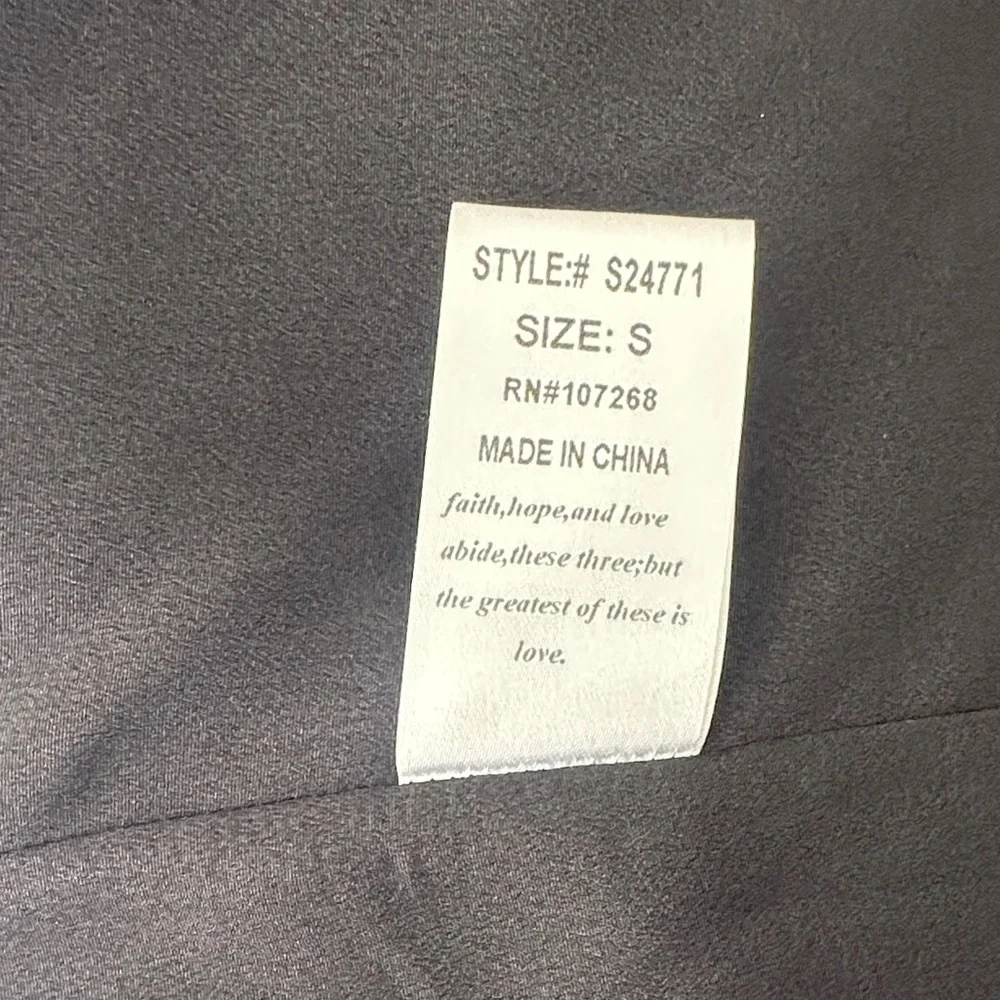 STYLE:# S24771
SIZE: S
RN#107268
MADE IN CHINA
faith,hope,and love
abide,these three;but
the greatest of these is
love.